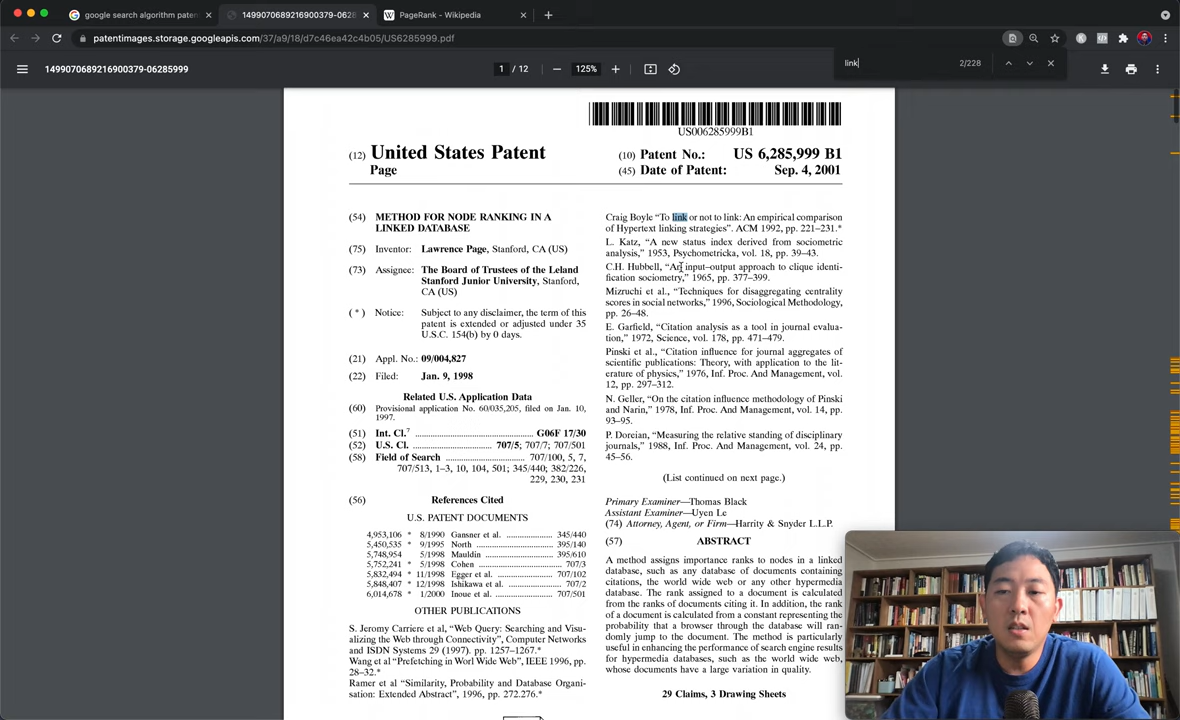 google search algorithm paten
1499070689216900379-0628
PageRank - Wikipedia
patentimages.storage.googleapis.com/37/a9/18/d7c46ea42c4b05/US6285999.pdf
link
2/228
1499070689216900379-06285999
1 / 12
125%
US006285999B1
(12) United States Patent
Page
(10) Patent No.: US 6,285,999 B1
(45) Date of Patent: Sep. 4, 2001
(54) METHOD FOR NODE RANKING IN A
LINKED DATABASE
(75) Inventor: Lawrence Page, Stanford, CA (US)
(73) Assignee: The Board of Trustees of the Leland
Stanford Junior University, Stanford,
CA (US)
( * ) Notice: Subject to any disclaimer, the term of this
patent is extended or adjusted under 35
U.S.C. 154(b) by 0 days.
(21) Appl. No.: 09/004,827
(22) Filed: Jan. 9, 1998
Related U.S. Application Data
(60) Provisional application No. 60/035,205, filed on Jan. 10,
1997.
(51) Int. Cl.7 ........................................ G06F 17/30
(52) U.S. Cl. ........................ 707/5; 707/7; 707/501
(58) Field of Search ........................ 707/100, 5, 7,
707/513, 1–3, 10, 104, 501; 345/440; 382/226,
229, 230, 231
(56) References Cited
U.S. PATENT DOCUMENTS
4,953,106 * 8/1990 Gansner et al. .................. 345/440
5,450,535 * 9/1995 North ................................ 395/140
5,748,954 5/1998 Mauldin ............................ 395/610
5,752,241 * 5/1998 Cohen .................................. 707/3
5,832,494 * 11/1998 Egger et al. ...................... 707/102
5,848,407 * 12/1998 Ishikawa et al. .................... 707/2
6,014,678 * 1/2000 Inoue et al. ...................... 707/501
OTHER PUBLICATIONS
S. Jeromy Carriere et al, “Web Query: Searching and Visu-
alizing the Web through Connectivity”, Computer Networks
and ISDN Systems 29 (1997). pp. 1257–1267.*
Wang et al “Prefetching in Worl Wide Web”, IEEE 1996, pp.
28–32.*
Ramer et al “Similarity, Probability and Database Organi-
sation: Extended Abstract”, 1996, pp. 272.276.*
Craig Boyle “To link or not to link: An empirical comparison
of Hypertext linking strategies”. ACM 1992, pp. 221–231.*
L. Katz, “A new status index derived from sociometric
analysis,” 1953, Psychometricka, vol. 18, pp. 39–43.
C.H. Hubbell, “An input–output approach to clique identi-
fication sociometry,” 1965, pp. 377–399.
Mizruchi et al., “Techniques for disaggregating centrality
scores in social networks,” 1996, Sociological Methodology,
pp. 26–48.
E. Garfield, “Citation analysis as a tool in journal evalua-
tion,” 1972, Science, vol. 178, pp. 471–479.
Pinski et al., “Citation influence for journal aggregates of
scientific publications: Theory, with application to the lit-
erature of physics,” 1976, Inf. Proc. And Management, vol.
12, pp. 297–312.
N. Geller, “On the citation influence methodology of Pinski
and Narin,” 1978, Inf. Proc. And Management, vol. 14, pp.
93–95.
P. Doreian, “Measuring the relative standing of disciplinary
journals,” 1988, Inf. Proc. And Management, vol. 24, pp.
45–56.
(List continued on next page.)
Primary Examiner—Thomas Black
Assistant Examiner—Uyen Le
(74) Attorney, Agent, or Firm—Harrity & Snyder L.L.P.
(57) ABSTRACT
A method assigns importance ranks to nodes in a linked
database, such as any database of documents containing
citations, the world wide web or any other hypermedia
database. The rank assigned to a document is calculated
from the ranks of documents citing it. In addition, the rank
of a document is calculated from a constant representing the
probability that a browser through the database will ran-
domly jump to the document. The method is particularly
useful in enhancing the performance of search engine results
for hypermedia databases, such as the world wide web,
whose documents have a large variation in quality.
29 Claims, 3 Drawing Sheets